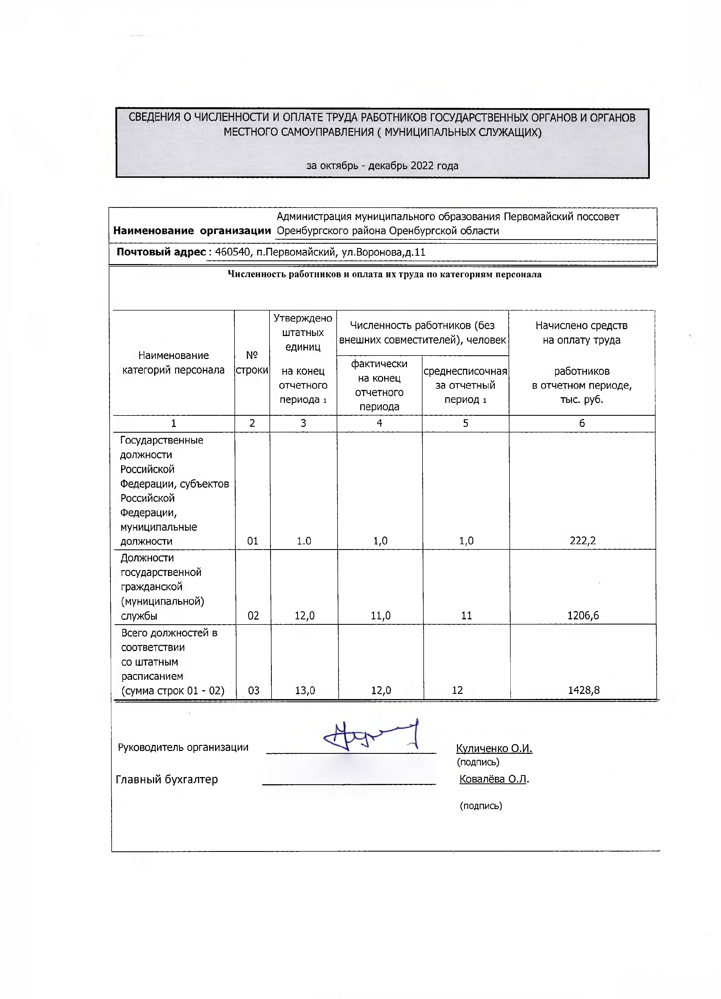 СВЕДЕНИЯ О ЧИСЛЕННОСТИ И ОПЛАТЕ ТРУДА РАБОТНИКОВ ГОСУДАРСТВЕННЫХ ОРГАНОВ И ОРГАНОВ
МЕСТНОГО САМОУПРАВЛЕНИЯ ( МУНИЦИПАЛЬНЫХ СЛУЖАЩИХ)
за октябрь - декабрь 2022 года
Администрация муниципального образования Первомайский поссовет
Наименование организации Оренбургского района Оренбургской области
Почтовый адрес : 460540, п.Первомайский, ул.Воронова,д.11
Численность работников и оплата их труда по категориям персонала
Наименование
категорий персонала
№
строки
Утверждено
штатных
единиц
на конец
отчетного
периода 1
Численность работников (без
внешних совместителей), человек
фактически
на конец
отчетного
периода
среднесписочная
за отчетный
период 1
Начислено средств
на оплату труда
работников
в отчетном периоде,
тыс. руб.
1 2 3 4 5 6
Государственные
должности
Российской
Федерации, субъектов
Российской
Федерации,
муниципальные
должности 01 1.0 1,0 1,0 222,2
Должности
государственной
гражданской
(муниципальной)
службы 02 12,0 11,0 11 1206,6
Всего должностей в
соответствии
со штатным
расписанием
(сумма строк 01 - 02) 03 13,0 12,0 12 1428,8
Руководитель организации Куличенко О.И.
(подпись)
Главный бухгалтер Ковалёва О.Л.
(подпись)